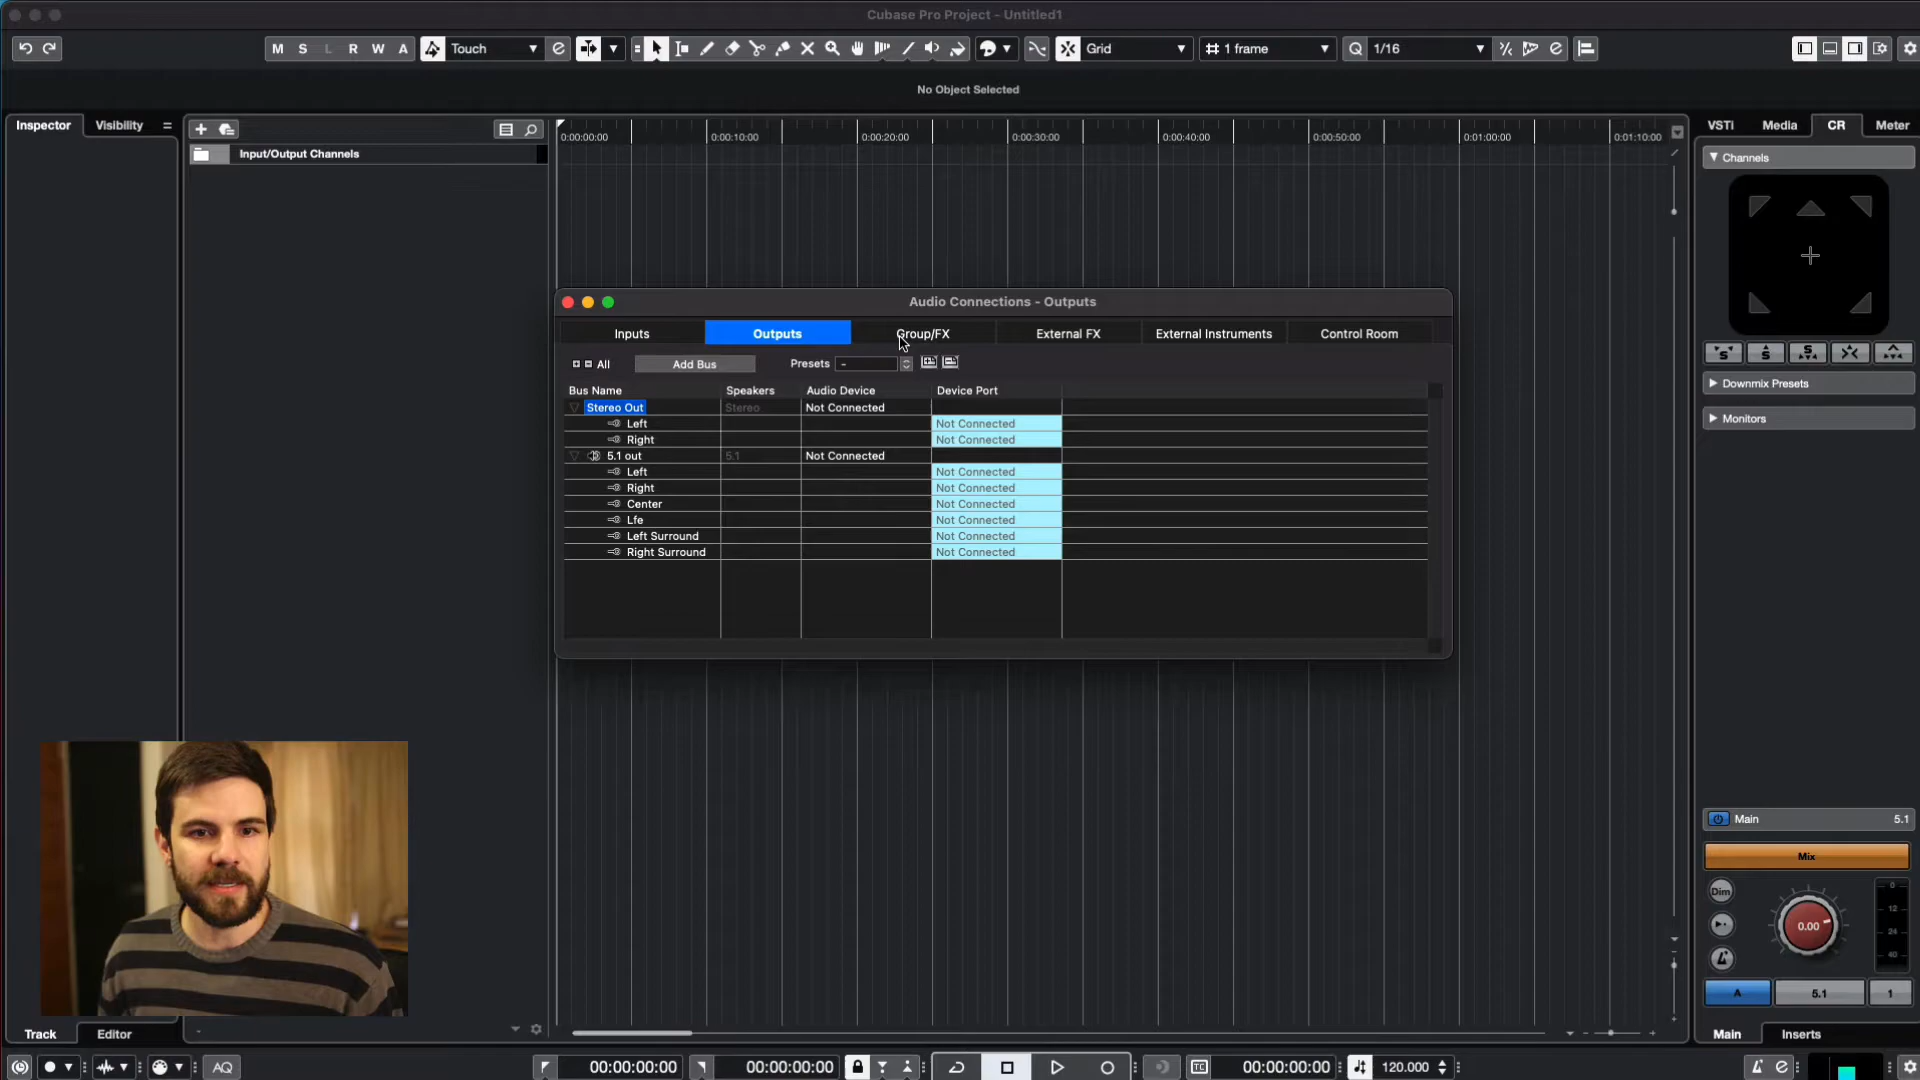 Cubase Pro Project - Untitled1
M S L R W A Touch Grid 1 frame Q 1/16
No Object Selected
Inspector Visibility
Input/Output Channels
0:00:00:00 0:00:10:00 0:00:20:00 0:00:30:00 0:00:40:00 0:00:50:00 0:01:00:00 0:01:10:00
VSTi Media CR Meter
Channels
Audio Connections - Outputs
Inputs Outputs Group/FX External FX External Instruments Control Room
All Add Bus Presets -
Bus Name Speakers Audio Device Device Port
Stereo Out Stereo Not Connected
Left Not Connected
Right Not Connected
5.1 out 5.1 Not Connected
Left Not Connected
Right Not Connected
Center Not Connected
Lfe Not Connected
Left Surround Not Connected
Right Surround Not Connected
Downmix Presets
Monitors
Main 5.1
Mix
Dim
0.00
0
12
24
40
A 5.1 1
Main Inserts
Track Editor
AQ 00:00:00:00 00:00:00:00 TC 00:00:00:00 120.000